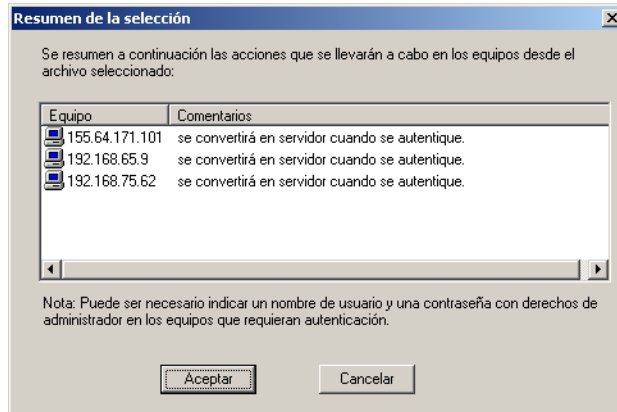 Resumen de la selección
Se resumen a continuación las acciones que se llevarán a cabo en los equipos desde el
archivo seleccionado:
Equipo Comentarios
155.64.171.101 se convertirá en servidor cuando se autentique.
192.168.65.9 se convertirá en servidor cuando se autentique.
192.168.75.62 se convertirá en servidor cuando se autentique.
Nota: Puede ser necesario indicar un nombre de usuario y una contraseña con derechos de
administrador en los equipos que requieran autenticación.
Aceptar Cancelar